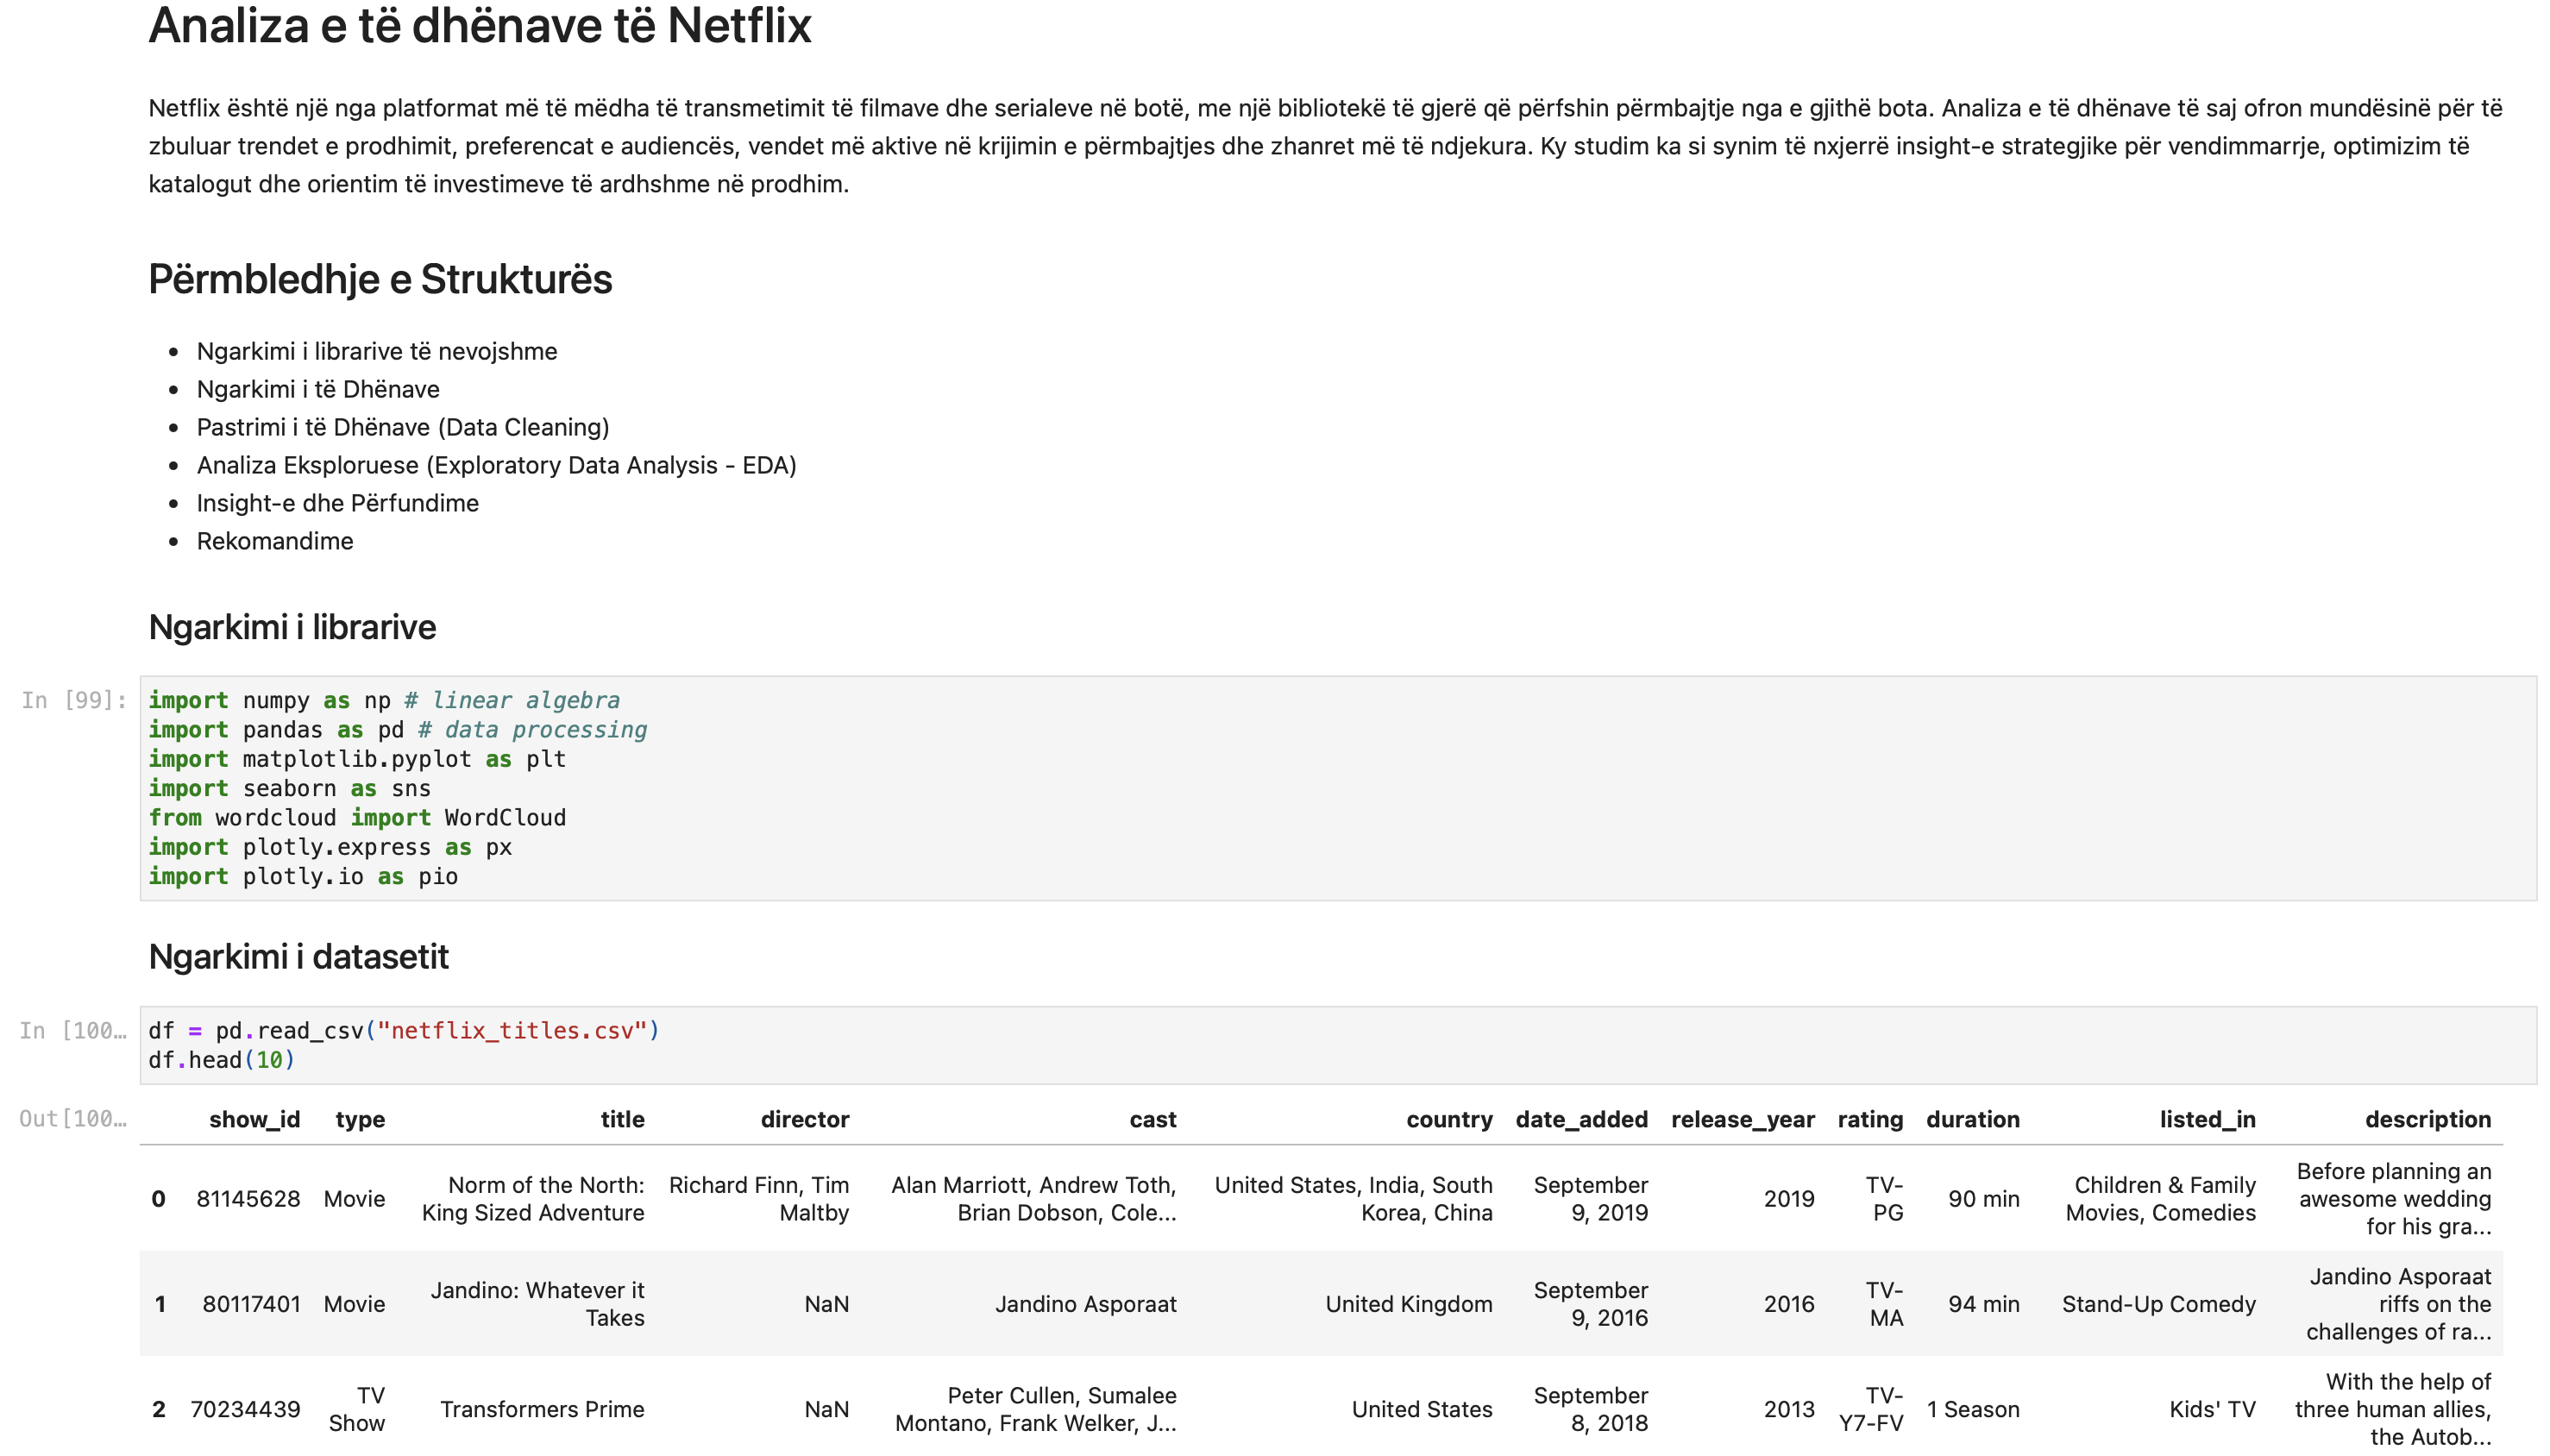 Analiza e të dhënave të Netflix
Netflix është një nga platformat më të mëdha të transmetimit të filmave dhe serialeve në botë, me një bibliotekë të gjerë që përfshin përmbajtje nga e gjithë bota. Analiza e të dhënave të saj ofron mundësinë për të
zbuluar trendet e prodhimit, preferencat e audiencës, vendet më aktive në krijimin e përmbajtjes dhe zhanret më të ndjekura. Ky studim ka si synim të nxjerrë insight-e strategjike për vendimmarrje, optimizim të
katalogut dhe orientim të investimeve të ardhshme në prodhim.
Përmbledhje e Strukturës
• Ngarkimi i librarive të nevojshme
• Ngarkimi i të Dhënave
• Pastrimi i të Dhënave (Data Cleaning)
• Analiza Eksploruese (Exploratory Data Analysis - EDA)
• Insight-e dhe Përfundime
• Rekomandime
Ngarkimi i librarive
In [99]: import numpy as np # linear algebra
import pandas as pd # data processing
import matplotlib.pyplot as plt
import seaborn as sns
from wordcloud import WordCloud
import plotly.express as px
import plotly.io as pio
Ngarkimi i datasetit
In [100… df = pd.read_csv("netflix_titles.csv")
df.head(10)
Out[100… show_id type title director cast country date_added release_year rating duration listed_in description
Before planning an
Norm of the North: Richard Finn, Tim Alan Marriott, Andrew Toth, United States, India, South September TV- Children & Family
0 81145628 Movie 2019 90 min awesome wedding
King Sized Adventure Maltby Brian Dobson, Cole... Korea, China 9, 2019 PG Movies, Comedies
for his gra...
Jandino Asporaat
Jandino: Whatever it September TV-
1 80117401 Movie NaN Jandino Asporaat United Kingdom 2016 94 min Stand-Up Comedy riffs on the
Takes 9, 2016 MA
challenges of ra...
With the help of
TV Peter Cullen, Sumalee September TV-
2 70234439 Transformers Prime NaN United States 2013 1 Season Kids' TV three human allies,
Show Montano, Frank Welker, J... 8, 2018 Y7-FV
the Autob...